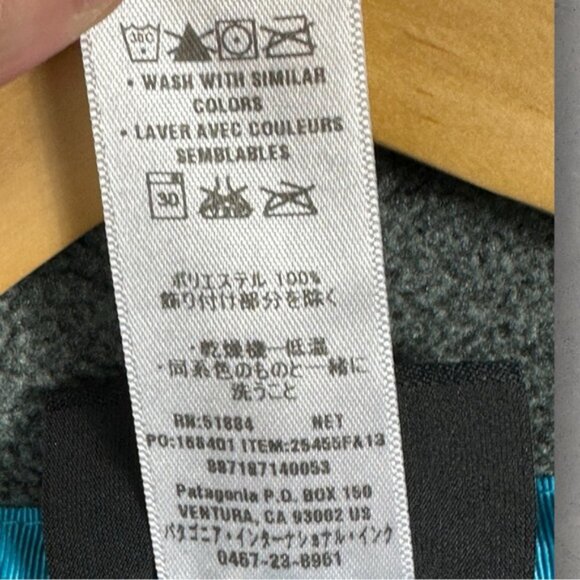 30C
• WASH WITH SIMILAR
COLORS
• LAVER AVEC COULEURS
SEMBLABLES
30
ポリエステル 100%
飾り付け部分を除く
・乾燥機ー低温
・同系色のものと一緒に
洗うこと
RN:51884 NET
PO:168401 ITEM:25455FA13
887187140053
Patagonia P.O. BOX 150
VENTURA, CA 93002 US
パタゴニア・インターナショナル・インク
0467-23-8961